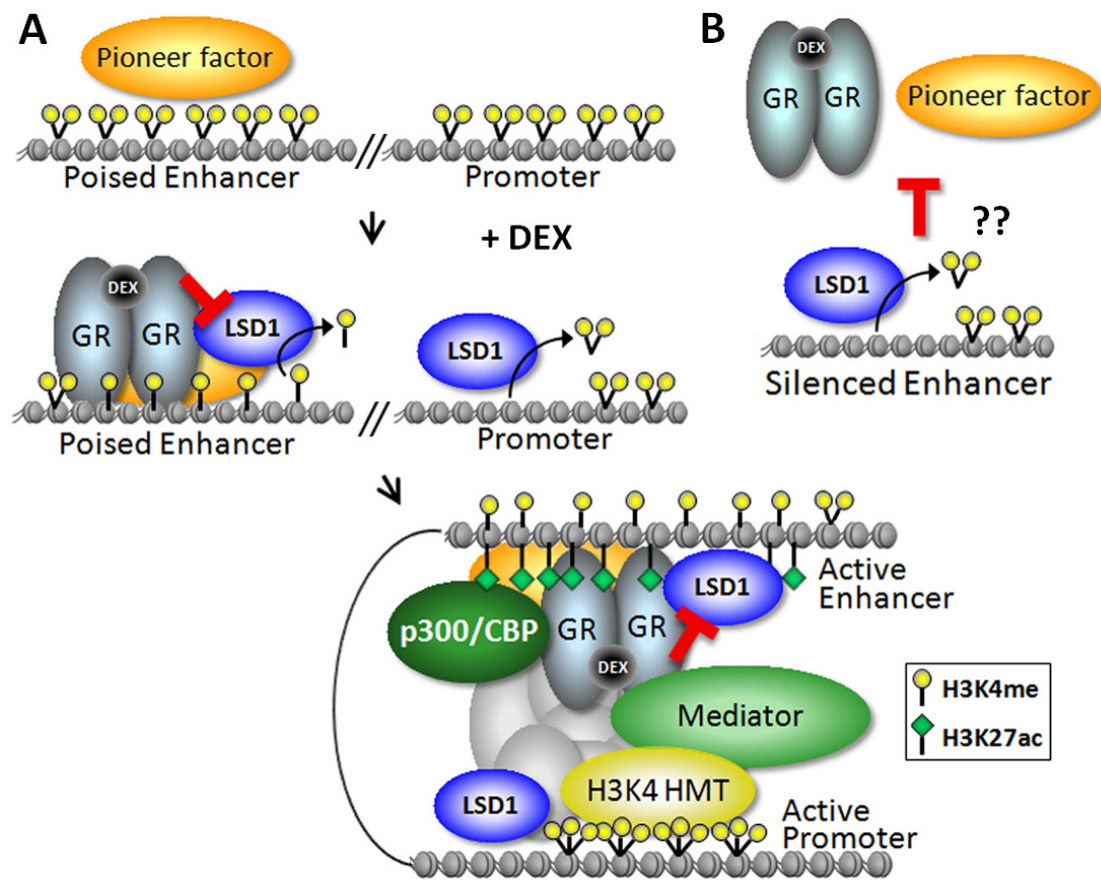 A
Pioneer factor
Poised Enhancer
//
Promoter
+ DEX
DEX
GR
GR
LSD1
Poised Enhancer
//
LSD1
Promoter
p300/CBP
GR
GR
DEX
LSD1
Active
Enhancer
Mediator
LSD1
H3K4 HMT
Active
Promoter
H3K4me
H3K27ac
B
DEX
GR
GR
Pioneer factor
??
LSD1
Silenced Enhancer